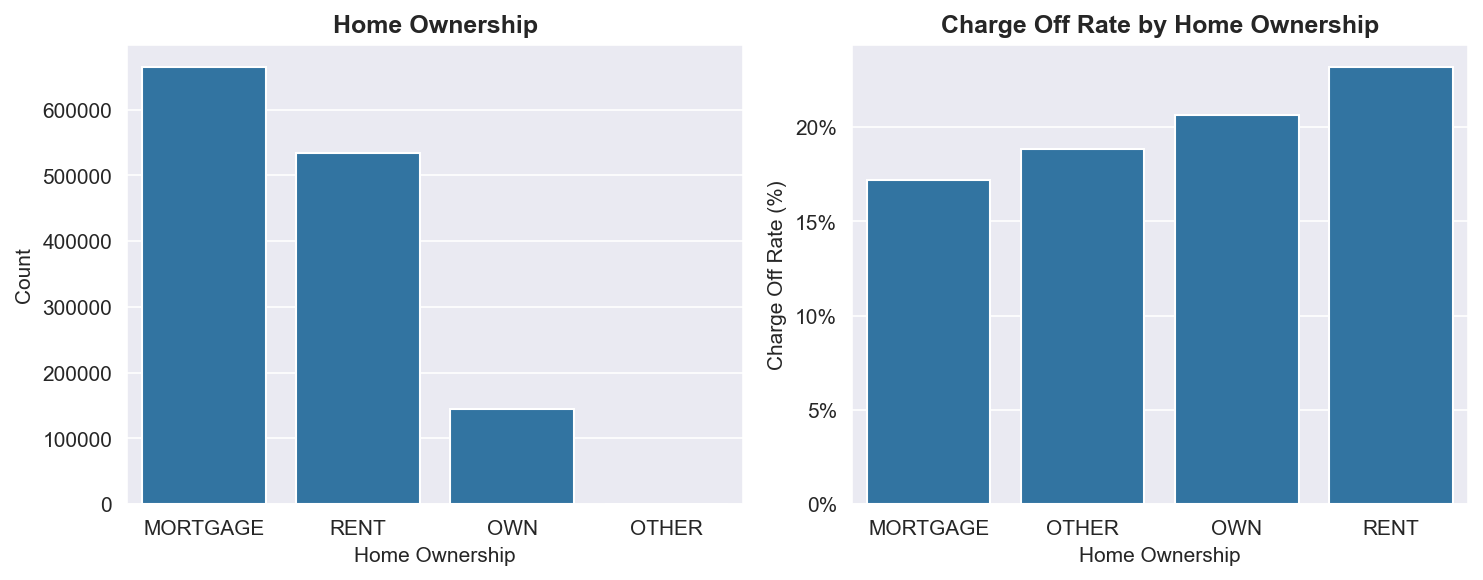 Home Ownership
600000
500000
400000
300000
200000
100000
0
Count
MORTGAGE RENT OWN OTHER
Home Ownership
Charge Off Rate by Home Ownership
20%
15%
10%
5%
0%
Charge Off Rate (%)
MORTGAGE OTHER OWN RENT
Home Ownership